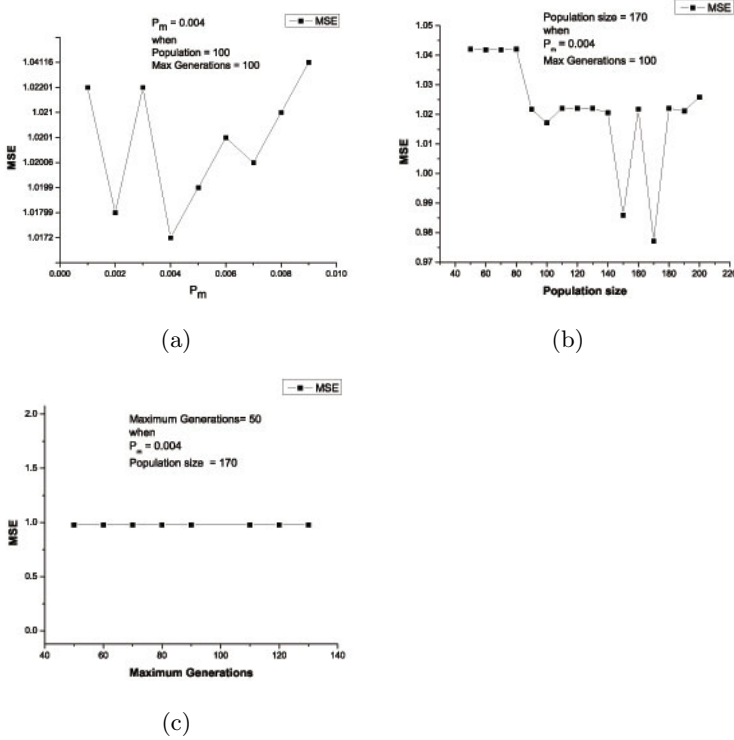 MSE
P_m = 0.004
when
Population = 100
Max Generations = 100
1.04116
1.02201
1.021
1.0201
1.02006
1.0199
1.01799
1.0172
MSE
0.000 0.002 0.004 0.006 0.008 0.010
P_m
(a)
MSE
Population size = 170
when
P_m = 0.004
Max Generations = 100
1.05
1.04
1.03
1.02
1.01
1.00
0.99
0.98
0.97
MSE
40 60 80 100 120 140 160 180 200 220
Population size
(b)
MSE
Maximum Generations= 50
when
P_m = 0.004
Population size = 170
2.0
1.5
1.0
0.5
0.0
MSE
40 60 80 100 120 140
Maximum Generations
(c)